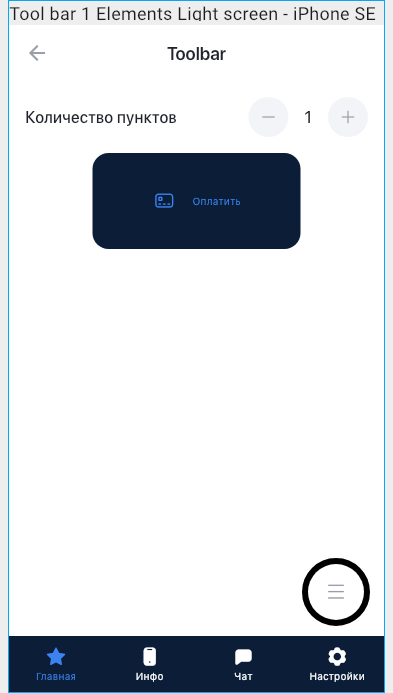 Tool bar 1 Elements Light screen - iPhone SE
Toolbar
Количество пунктов 1
Оплатить
Главная Инфо Чат Настройки